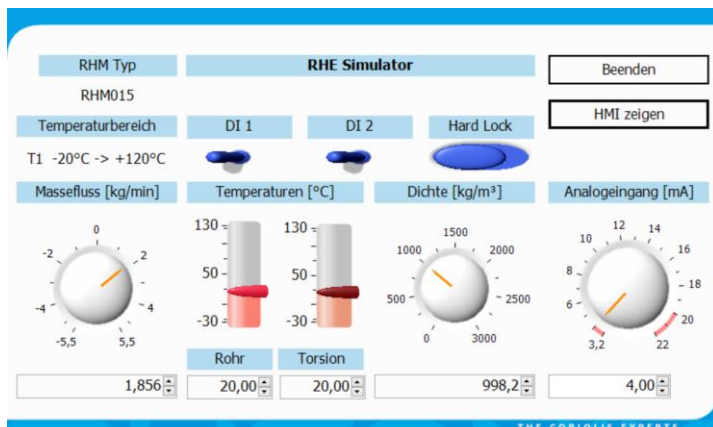 RHM Typ
RHE Simulator
Beenden
RHM015
HMI zeigen
Temperaturbereich
DI 1
DI 2
Hard Lock
T1 -20°C -> +120°C
Massefluss [kg/min]
Temperaturen [°C]
Dichte [kg/m³]
Analogeingang [mA]
0
-2
2
-4
4
-5,5
5,5
130
50
-30
130
50
-30
1500
1000
2000
500
2500
0
3000
12
10
14
8
16
6
18
20
3,2
22
Rohr
Torsion
1,856
20,00
20,00
998,2
4,00
THE CORIOLIS EXPERTS